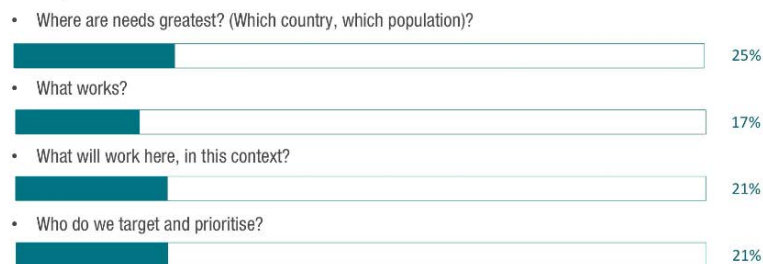 • Where are needs greatest? (Which country, which population)?
25%
• What works?
17%
• What will work here, in this context?
21%
• Who do we target and prioritise?
21%